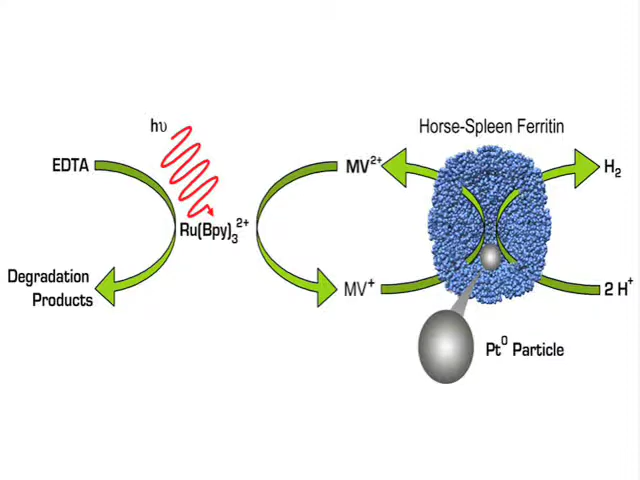 hυ
Horse-Spleen Ferritin
EDTA
MV²⁺
H₂
Ru(Bpy)₃²⁺
Degradation
Products
MV⁺
2 H⁺
Pt⁰ Particle